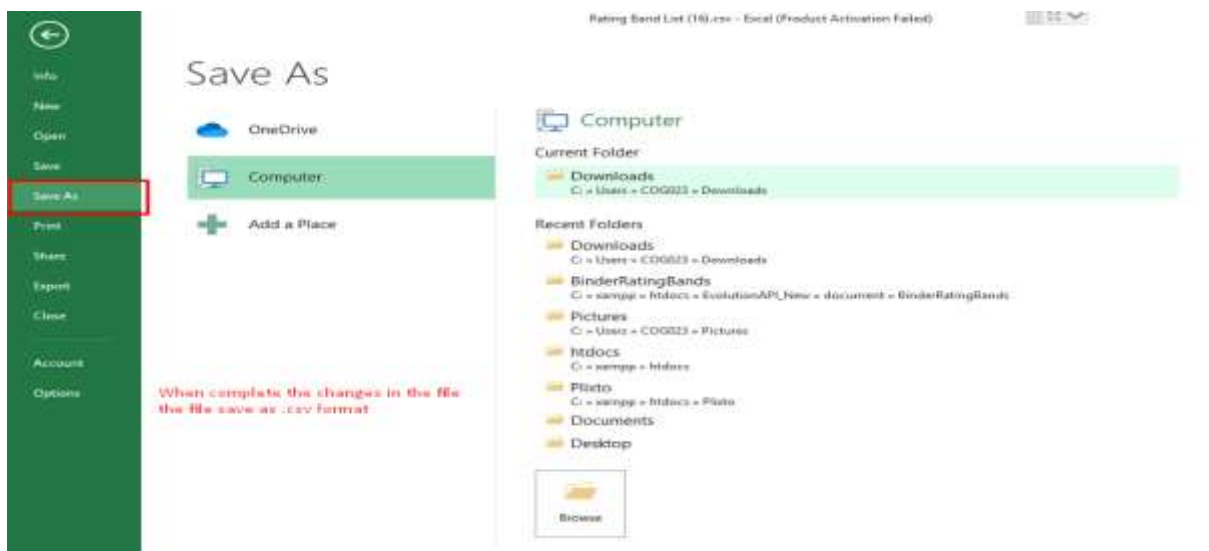 Rating Band List (16).csv - Excel (Product Activation Failed)
Info
New
Open
Save
Save As
Print
Share
Export
Close
Account
Options
Save As
OneDrive
Computer
Add a Place
When complete the changes in the file
the file save as .csv format
Computer
Current Folder
Downloads
C: » Users » COG023 » Downloads
Recent Folders
Downloads
C: » Users » COG023 » Downloads
BinderRatingBands
C: » xampp » htdocs » EvolutionAPI_New » document » BinderRatingBands
Pictures
C: » Users » COG023 » Pictures
htdocs
C: » xampp » htdocs
Plixto
C: » xampp » htdocs » Plixto
Documents
Desktop
Browse